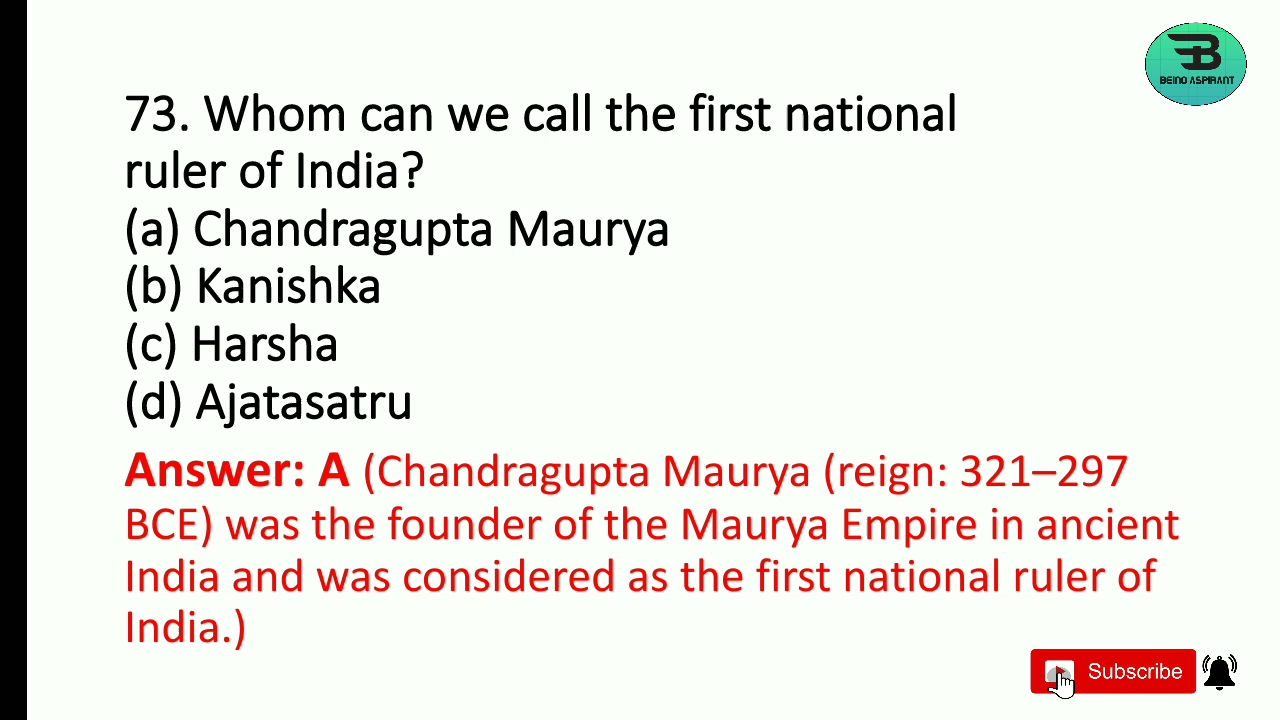 BEING ASPIRANT
73. Whom can we call the first national
ruler of India?
(a) Chandragupta Maurya
(b) Kanishka
(c) Harsha
(d) Ajatasatru
Answer: A (Chandragupta Maurya (reign: 321–297
BCE) was the founder of the Maurya Empire in ancient
India and was considered as the first national ruler of
India.)
Subscribe